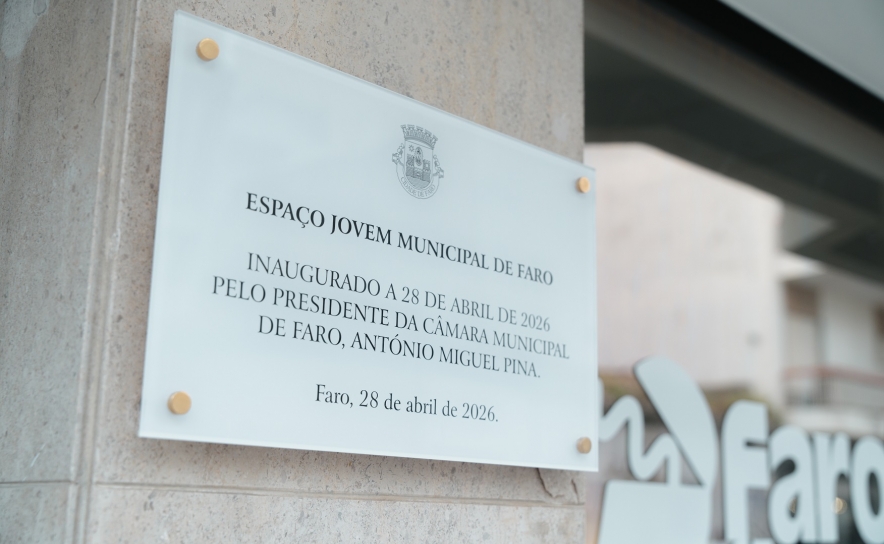 ESPAÇO JOVEM MUNICIPAL DE FARO
INAUGURADO A 28 DE ABRIL DE 2026
PELO PRESIDENTE DA CÂMARA MUNICIPAL
DE FARO, ANTÓNIO MIGUEL PINA.
Faro, 28 de abril de 2026.
Faro